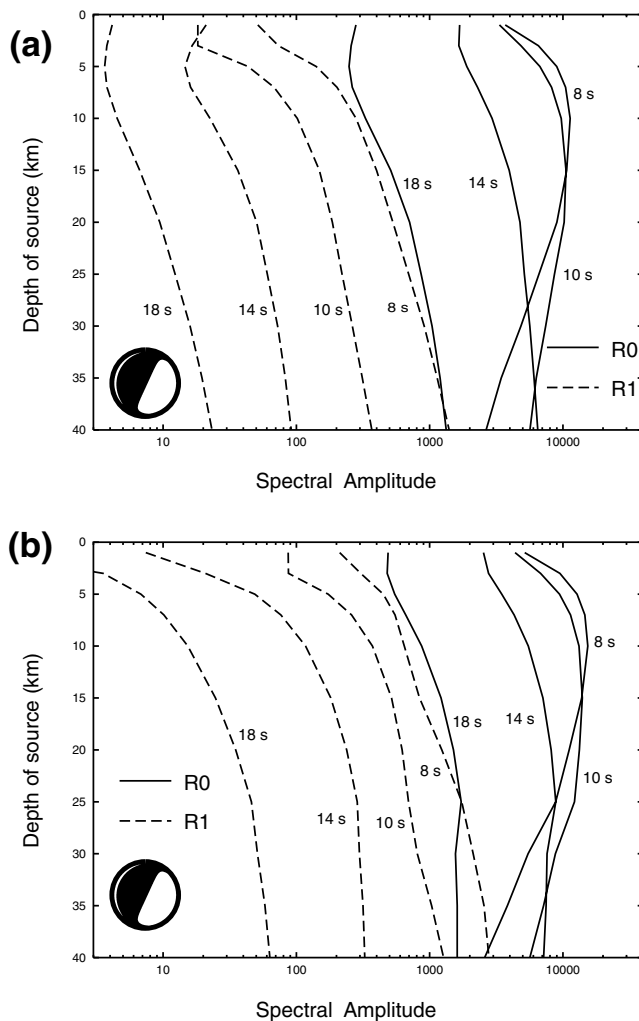 (a)
0
5
10
15
20
25
30
35
40
Depth of source (km)
8 s
18 s
14 s
10 s
18 s
14 s
10 s
8 s
R0
R1
10
100
1000
10000
Spectral Amplitude
(b)
0
5
10
15
20
25
30
35
40
Depth of source (km)
8 s
18 s
14 s
18 s
8 s
10 s
R0
R1
14 s
10 s
10
100
1000
10000
Spectral Amplitude